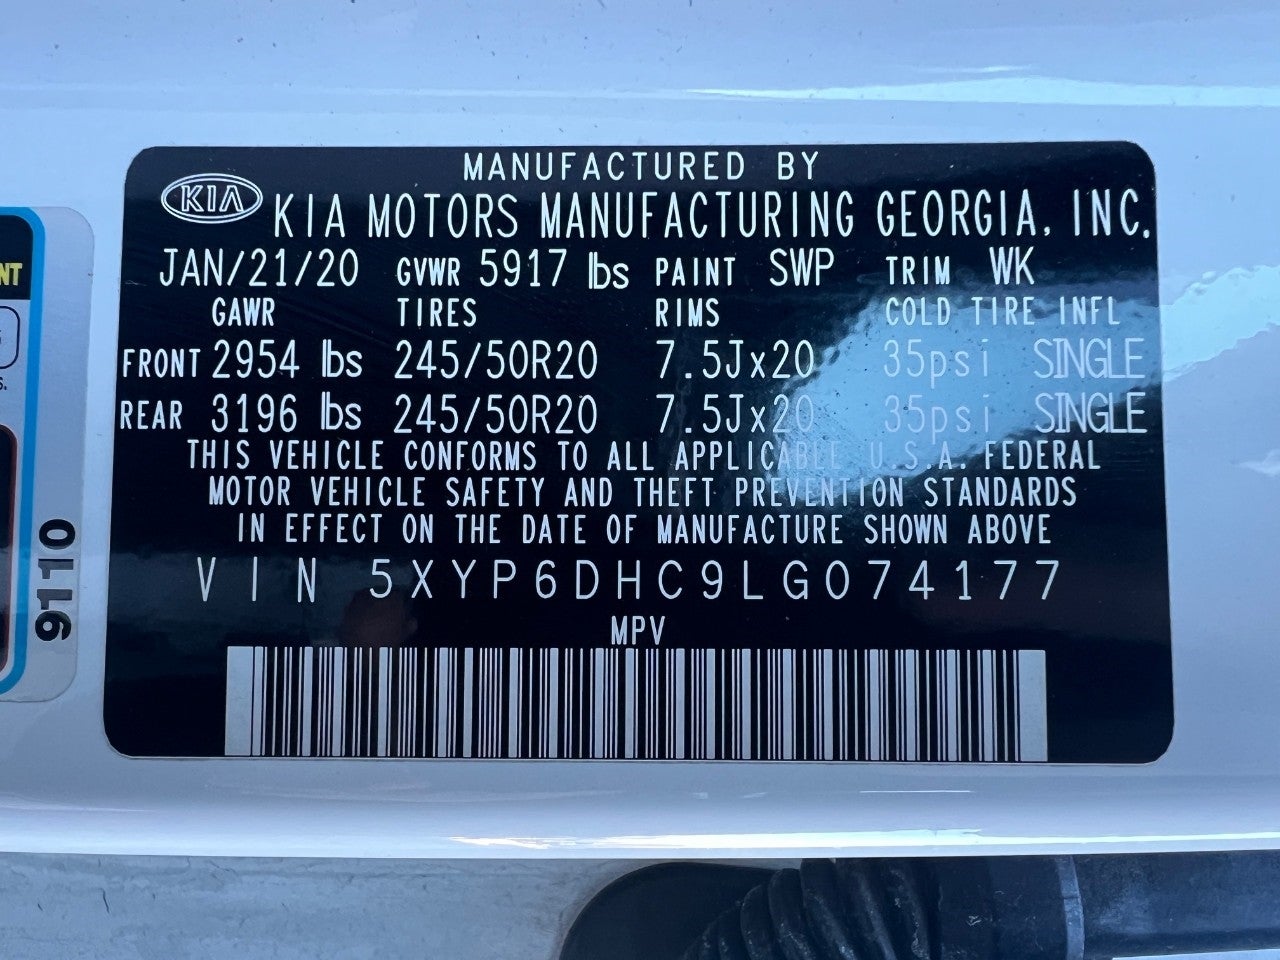 MANUFACTURED BY
KIA KIA MOTORS MANUFACTURING GEORGIA, INC.
JAN/21/20 GVWR 5917 lbs PAINT SWP TRIM WK
GAWR TIRES RIMS COLD TIRE INFL
FRONT 2954 lbs 245/50R20 7.5Jx20 35psi SINGLE
REAR 3196 lbs 245/50R20 7.5Jx20 35psi SINGLE
THIS VEHICLE CONFORMS TO ALL APPLICABLE U.S.A. FEDERAL
MOTOR VEHICLE SAFETY AND THEFT PREVENTION STANDARDS
IN EFFECT ON THE DATE OF MANUFACTURE SHOWN ABOVE
VIN 5XYP6DHC9LG074177
MPV
9110